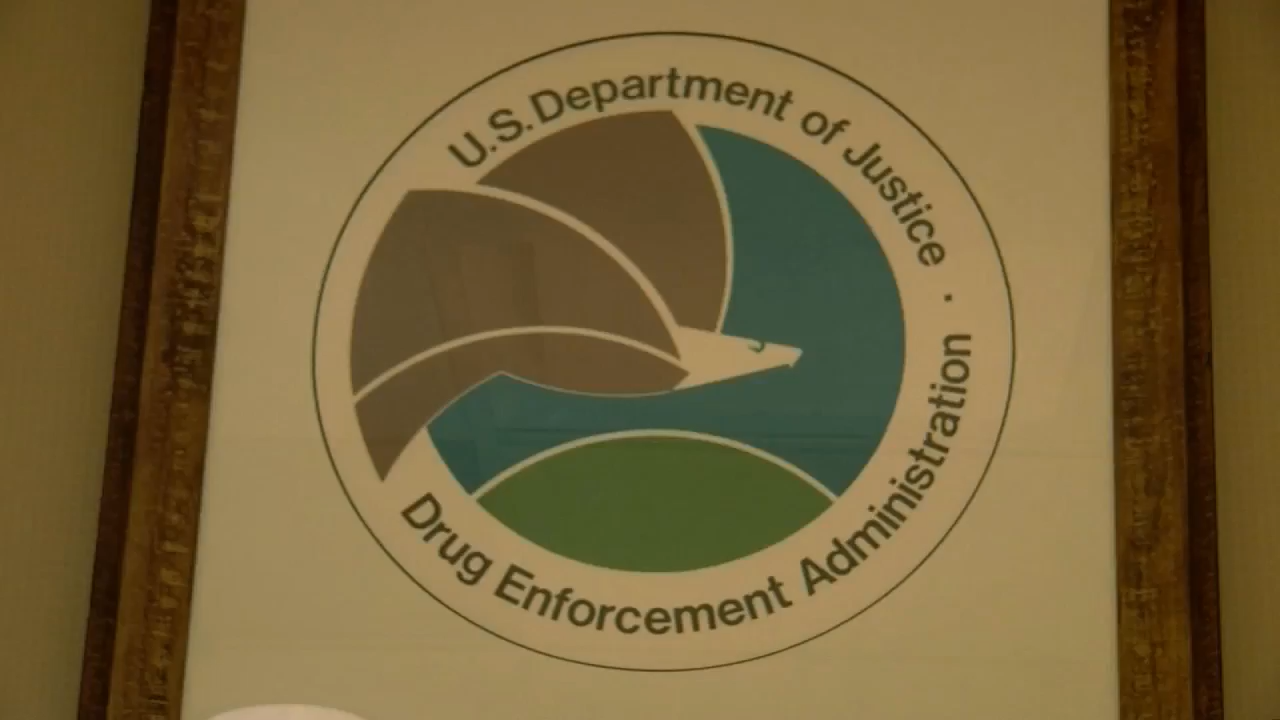 U.S. Department of Justice ·
Drug Enforcement Administration